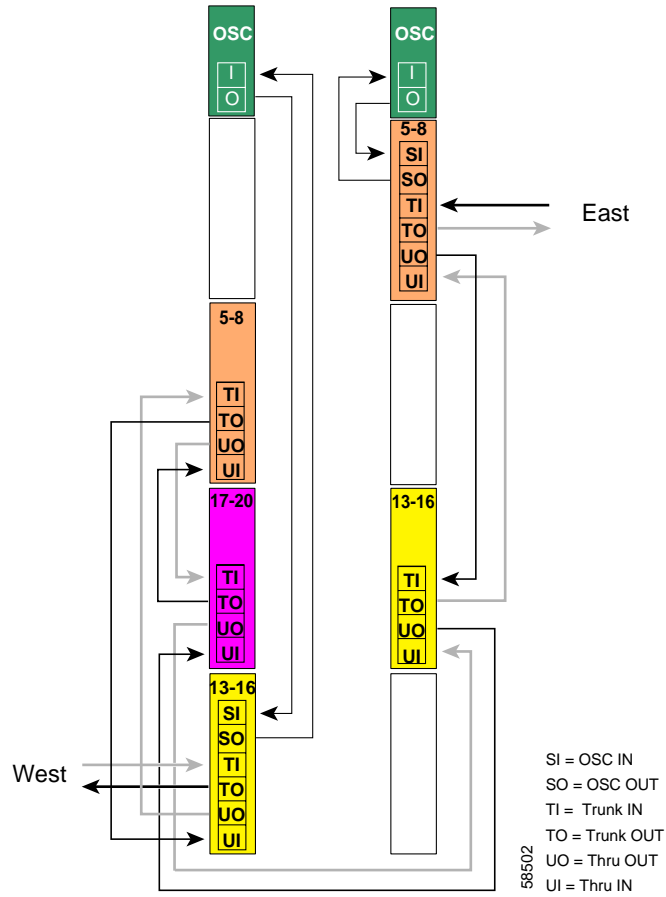 OSC
I
O
5-8
TI
TO
UO
UI
17-20
TI
TO
UO
UI
13-16
SI
SO
TI
TO
UO
UI
West
OSC
I
O
5-8
SI
SO
TI
TO
UO
UI
East
13-16
TI
TO
UO
UI
58502
SI = OSC IN
SO = OSC OUT
TI = Trunk IN
TO = Trunk OUT
UO = Thru OUT
UI = Thru IN